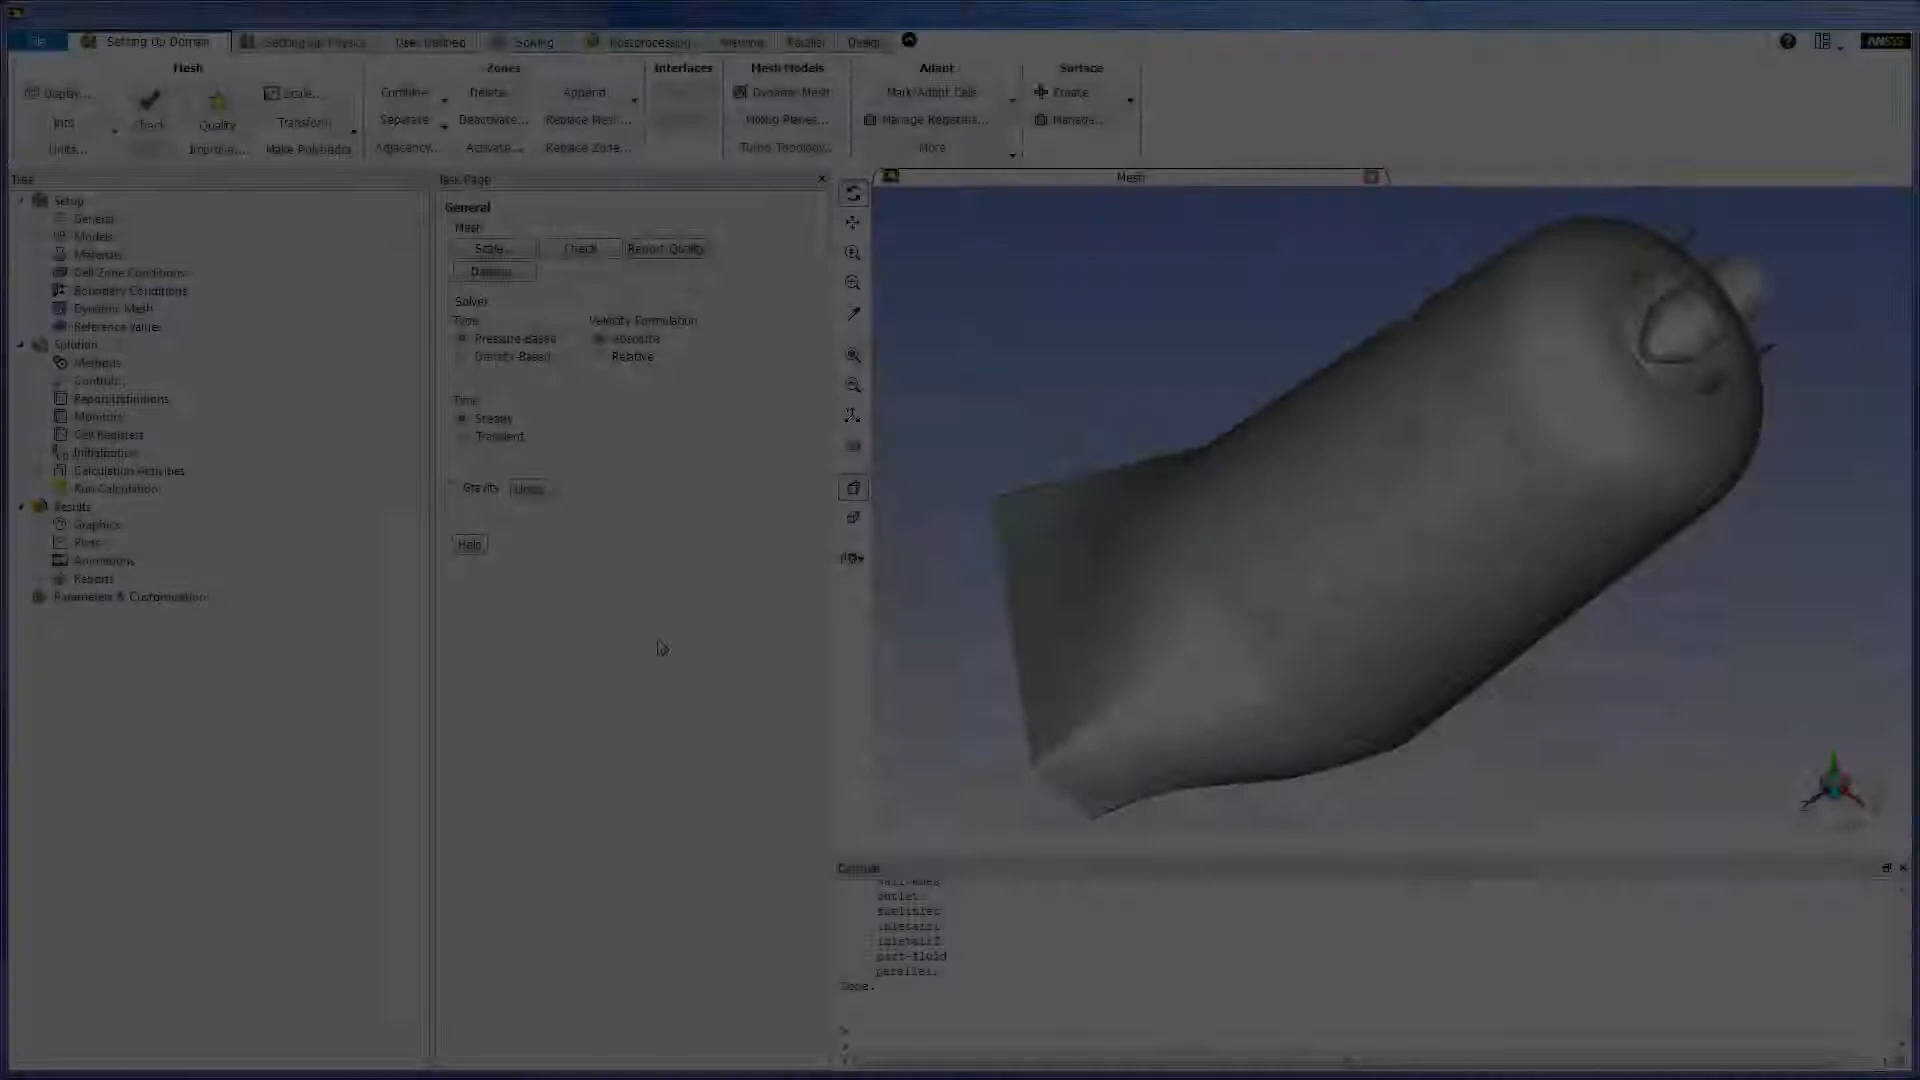 File
Setting Up Domain
Setting Up Physics
User Defined
Solving
Postprocessing
Viewing
Parallel
Design
ANSYS
Mesh
Zones
Interfaces
Mesh Models
Adapt
Surface
Display...
Info
Units...
Check
Quality
Improve...
Scale...
Transform
Make Polyhedra
Combine
Separate
Adjacency...
Delete...
Deactivate...
Activate...
Append
Replace Mesh...
Replace Zone...
Dynamic Mesh
Mixing Planes...
Turbo Topology...
Mark/Adapt Cells
Manage Registers...
More
Create
Manage...
Tree
Setup
General
Models
Materials
Cell Zone Conditions
Boundary Conditions
Dynamic Mesh
Reference Values
Solution
Methods
Controls
Report Definitions
Monitors
Cell Registers
Initialization
Calculation Activities
Run Calculation
Results
Graphics
Plots
Animations
Reports
Parameters & Customization
Task Page
General
Mesh
Scale...
Check
Report Quality
Display...
Solver
Type
Velocity Formulation
Pressure-Based
Absolute
Density-Based
Relative
Time
Steady
Transient
Gravity
Units...
Help
Mesh
Console
outlet
fuelinlet
inletair1
inletair2
part-fluid
parallel,
Done.
>